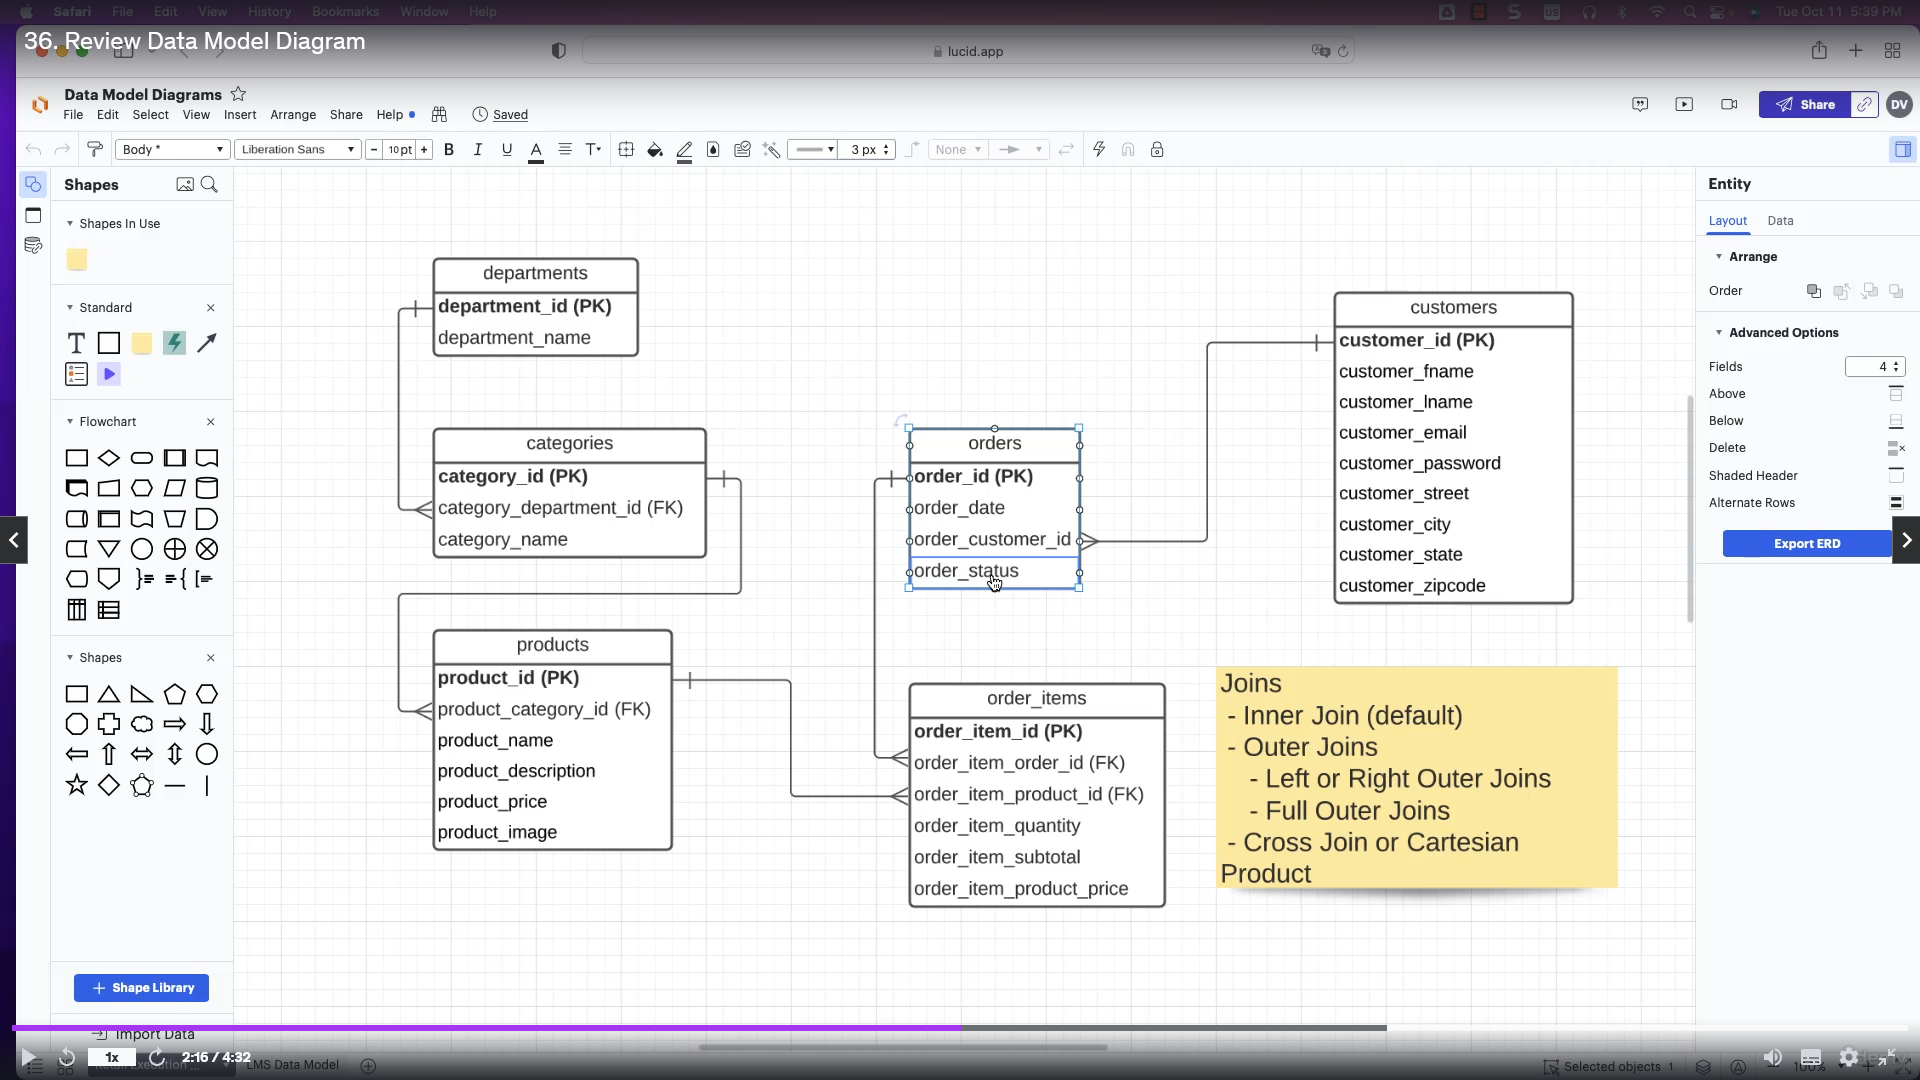 Safari File Edit View History Bookmarks Window Help
US Tue Oct 11 5:39 PM
36. Review Data Model Diagram
lucid.app
Data Model Diagrams
File Edit Select View Insert Arrange Share Help Saved
Share
DV
Body * Liberation Sans - 10 pt + B I U A T 3 px None
Shapes
Shapes In Use
Standard
T
Flowchart
Shapes
+ Shape Library
Import Data
departments
department_id (PK)
department_name
categories
category_id (PK)
category_department_id (FK)
category_name
products
product_id (PK)
product_category_id (FK)
product_name
product_description
product_price
product_image
orders
order_id (PK)
order_date
order_customer_id
order_status
order_items
order_item_id (PK)
order_item_order_id (FK)
order_item_product_id (FK)
order_item_quantity
order_item_subtotal
order_item_product_price
customers
customer_id (PK)
customer_fname
customer_lname
customer_email
customer_password
customer_street
customer_city
customer_state
customer_zipcode
Joins
- Inner Join (default)
- Outer Joins
- Left or Right Outer Joins
- Full Outer Joins
- Cross Join or Cartesian
Product
Entity
Layout Data
Arrange
Order
Advanced Options
Fields 4
Above
Below
Delete
Shaded Header
Alternate Rows
Export ERD
1x 2:16 / 4:32
LMS Data Model
Selected objects 1
100%